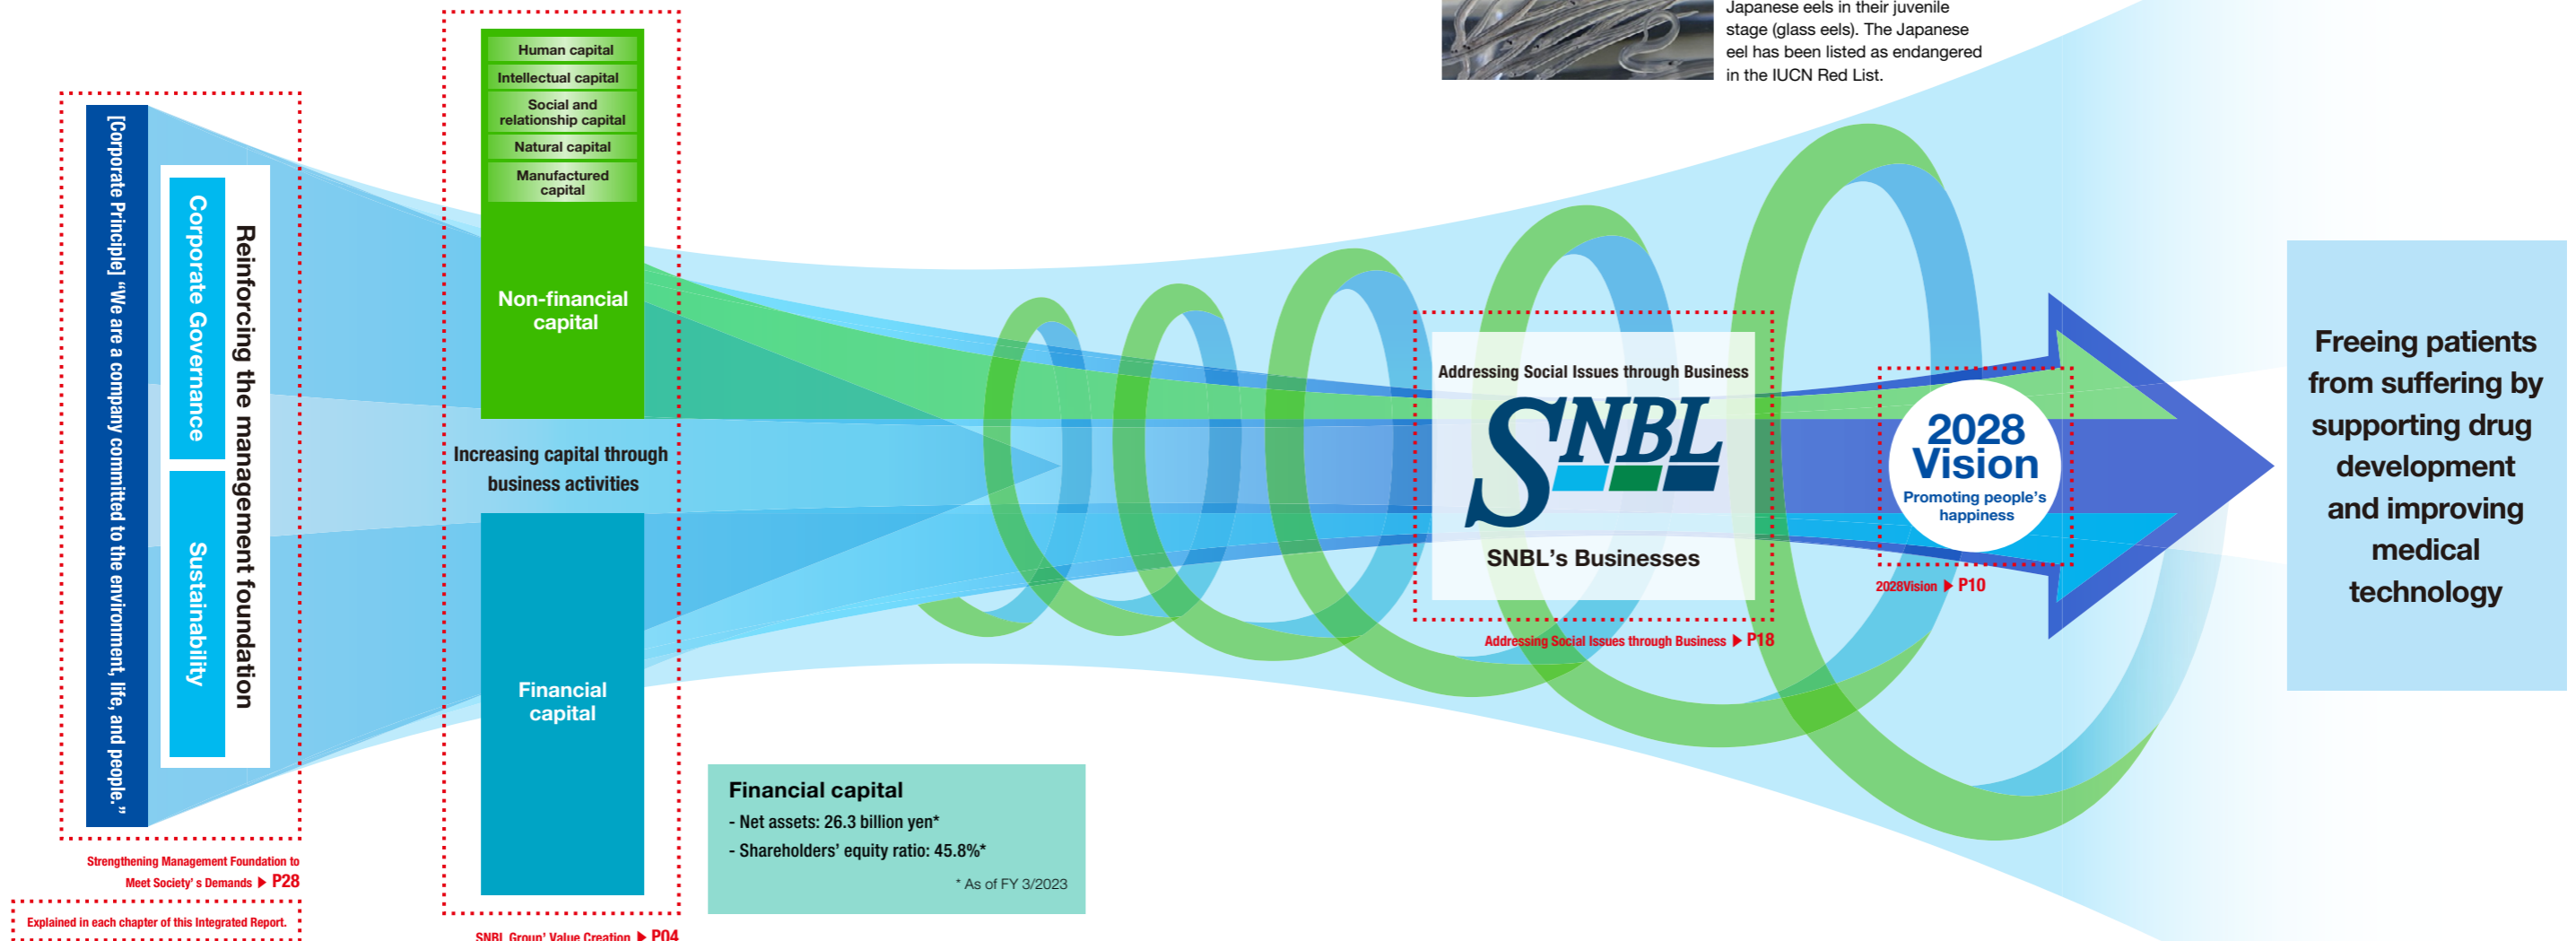 Japanese eels in their juvenile
stage (glass eels). The Japanese
eel has been listed as endangered
in the IUCN Red List.
[Corporate Principle] “We are a company committed to the environment, life, and people.”
Corporate Governance
Sustainability
Reinforcing the management foundation
Strengthening Management Foundation to
Meet Society’ s Demands ▶ P28
Explained in each chapter of this Integrated Report.
Human capital
Intellectual capital
Social and
relationship capital
Natural capital
Manufactured
capital
Non-financial
capital
Increasing capital through
business activities
Financial
capital
SNBL Group’ Value Creation ▶ P04
Financial capital
- Net assets: 26.3 billion yen*
- Shareholders’ equity ratio: 45.8%*
* As of FY 3/2023
Addressing Social Issues through Business
SNBL
SNBL’s Businesses
Addressing Social Issues through Business ▶ P18
2028
Vision
Promoting people’s
happiness
2028Vision ▶ P10
Freeing patients
from suffering by
supporting drug
development
and improving
medical
technology